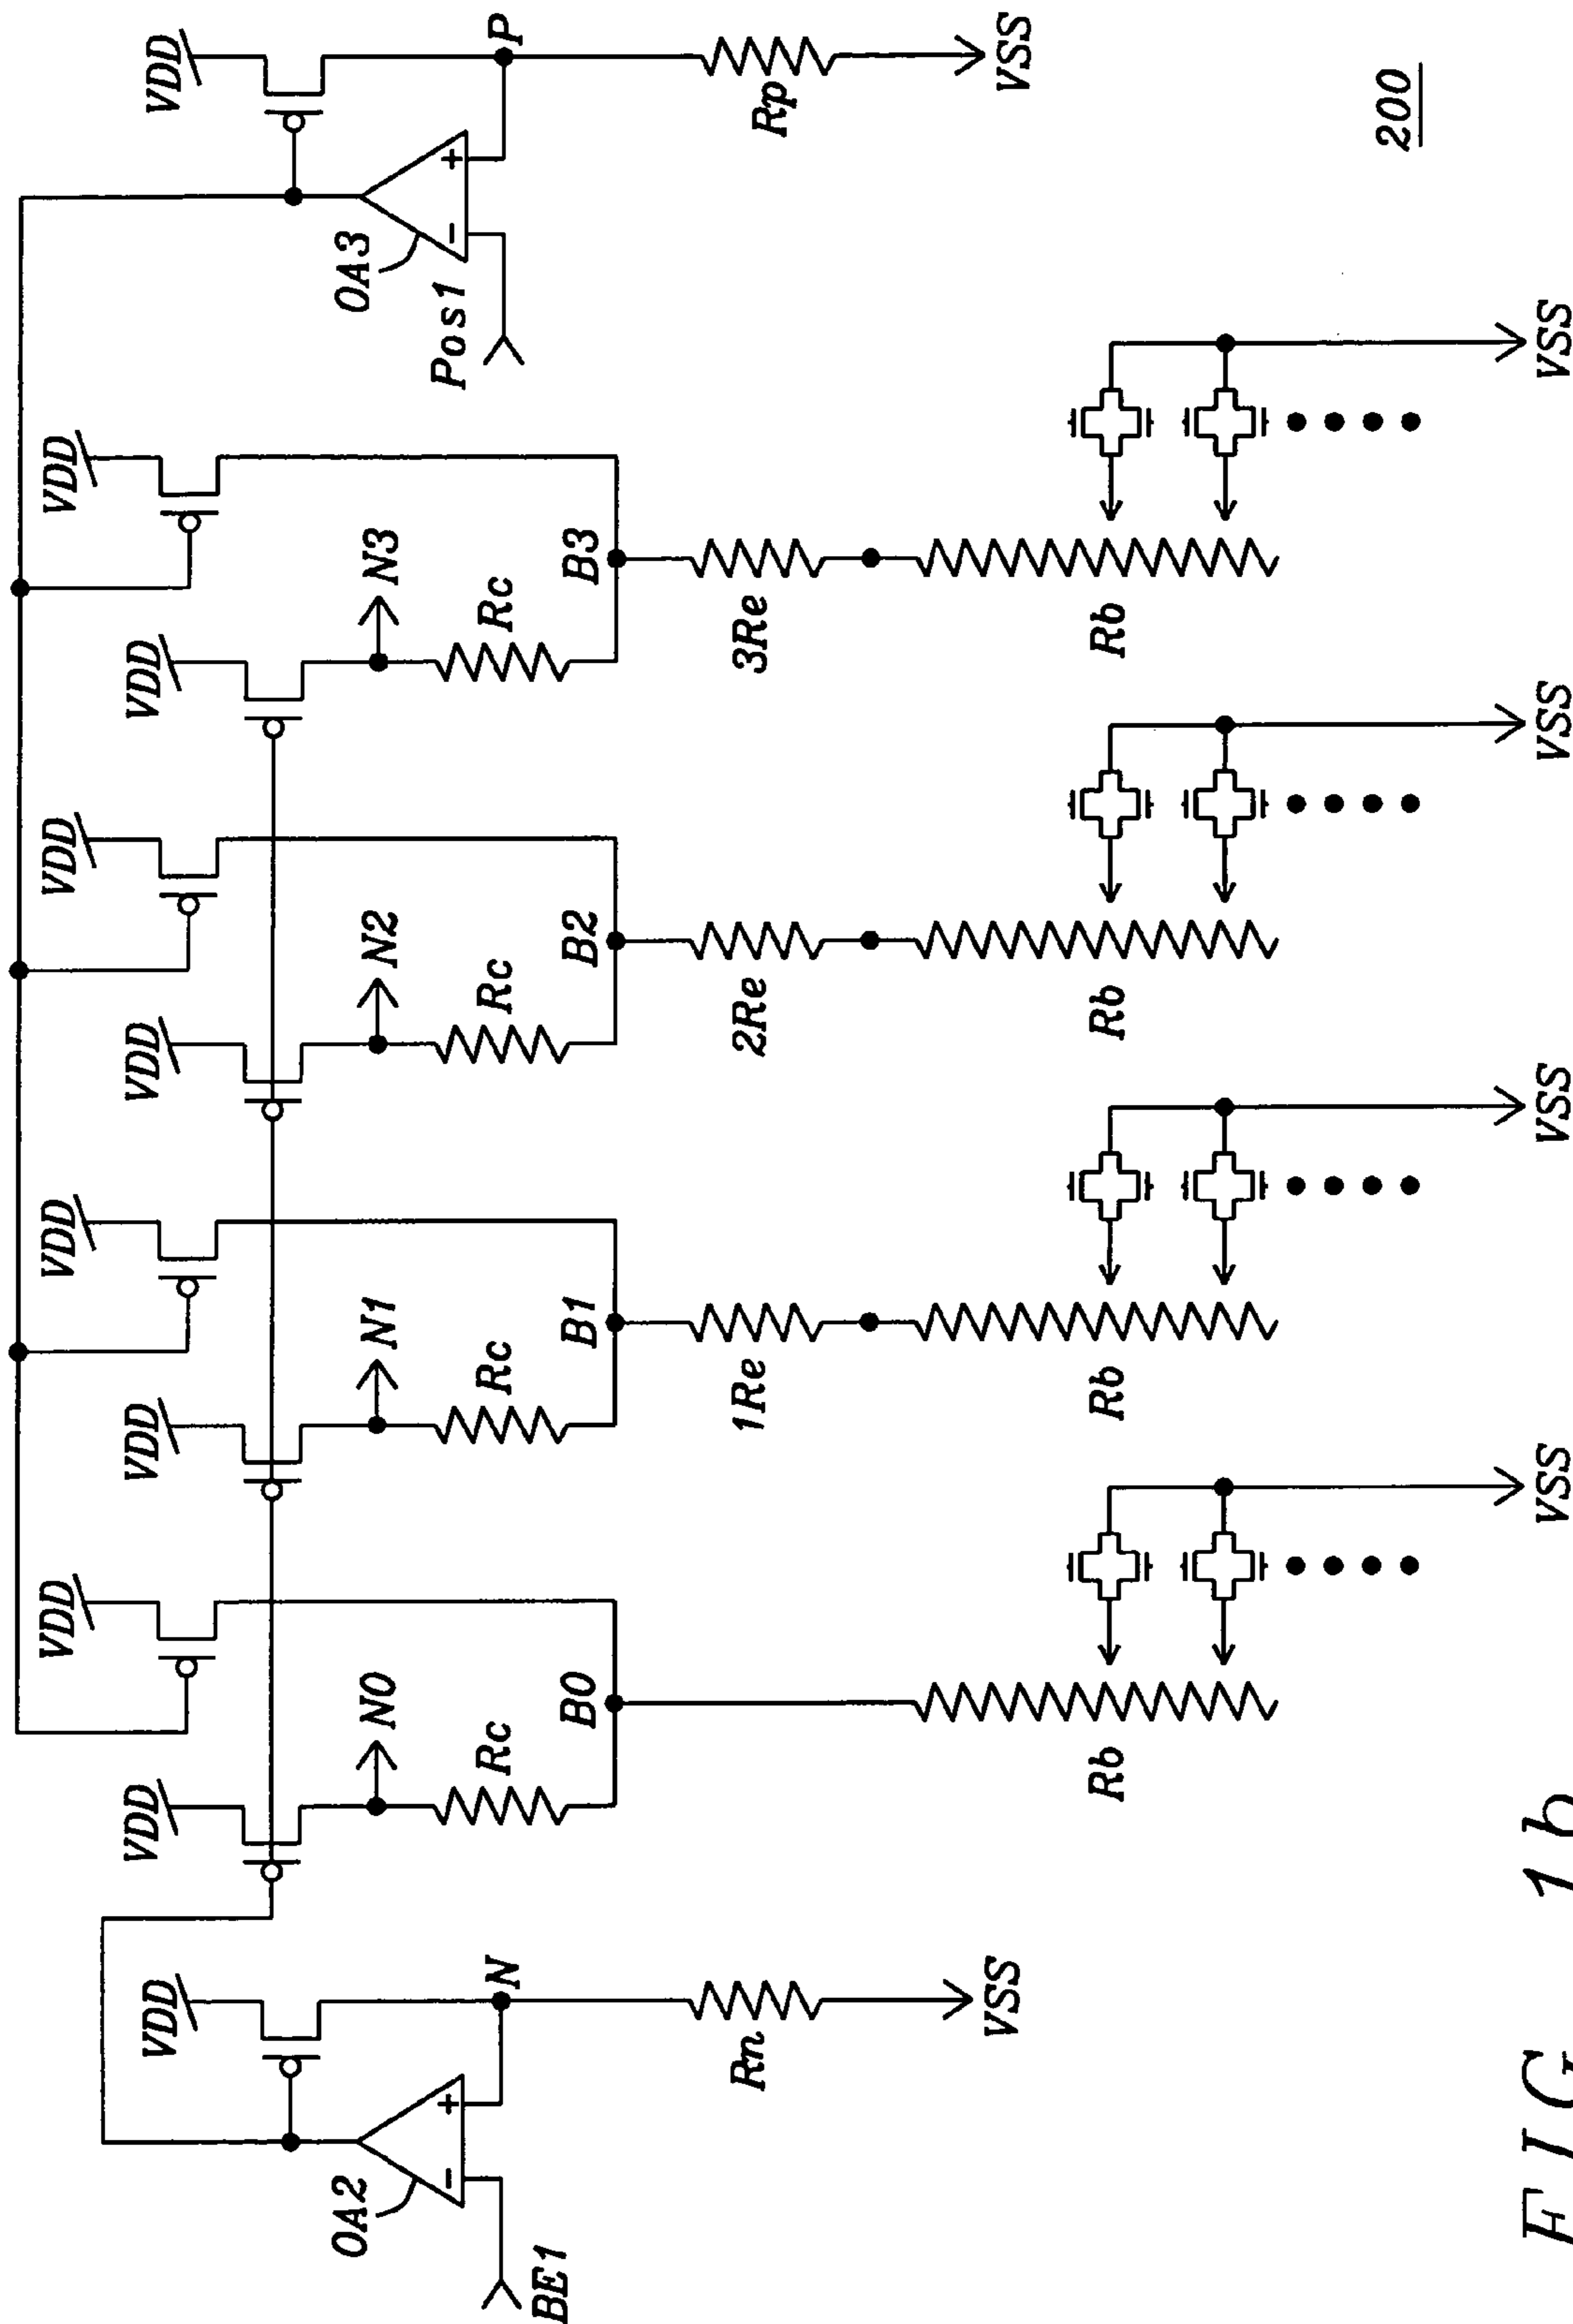 VDD VDD VDD VDD
VDD VDD VDD VDD VDD VDD
OA2 N0 N1 N2 N3 OA3
- + - +
BE1 N Rc Rc Rc Rc Pos1 P
B0 B1 B2 B3
Rn 1Re 2Re 3Re Rp
VSS VSS
Rb Rb Rb Rb
200
VSS VSS VSS VSS
FIG. 1b